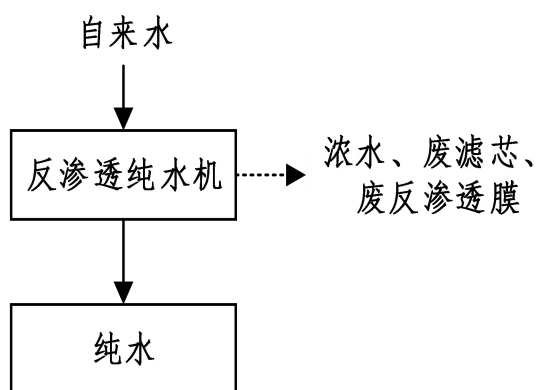 自来水
反渗透纯水机
浓水、废滤芯、
废反渗透膜
纯水